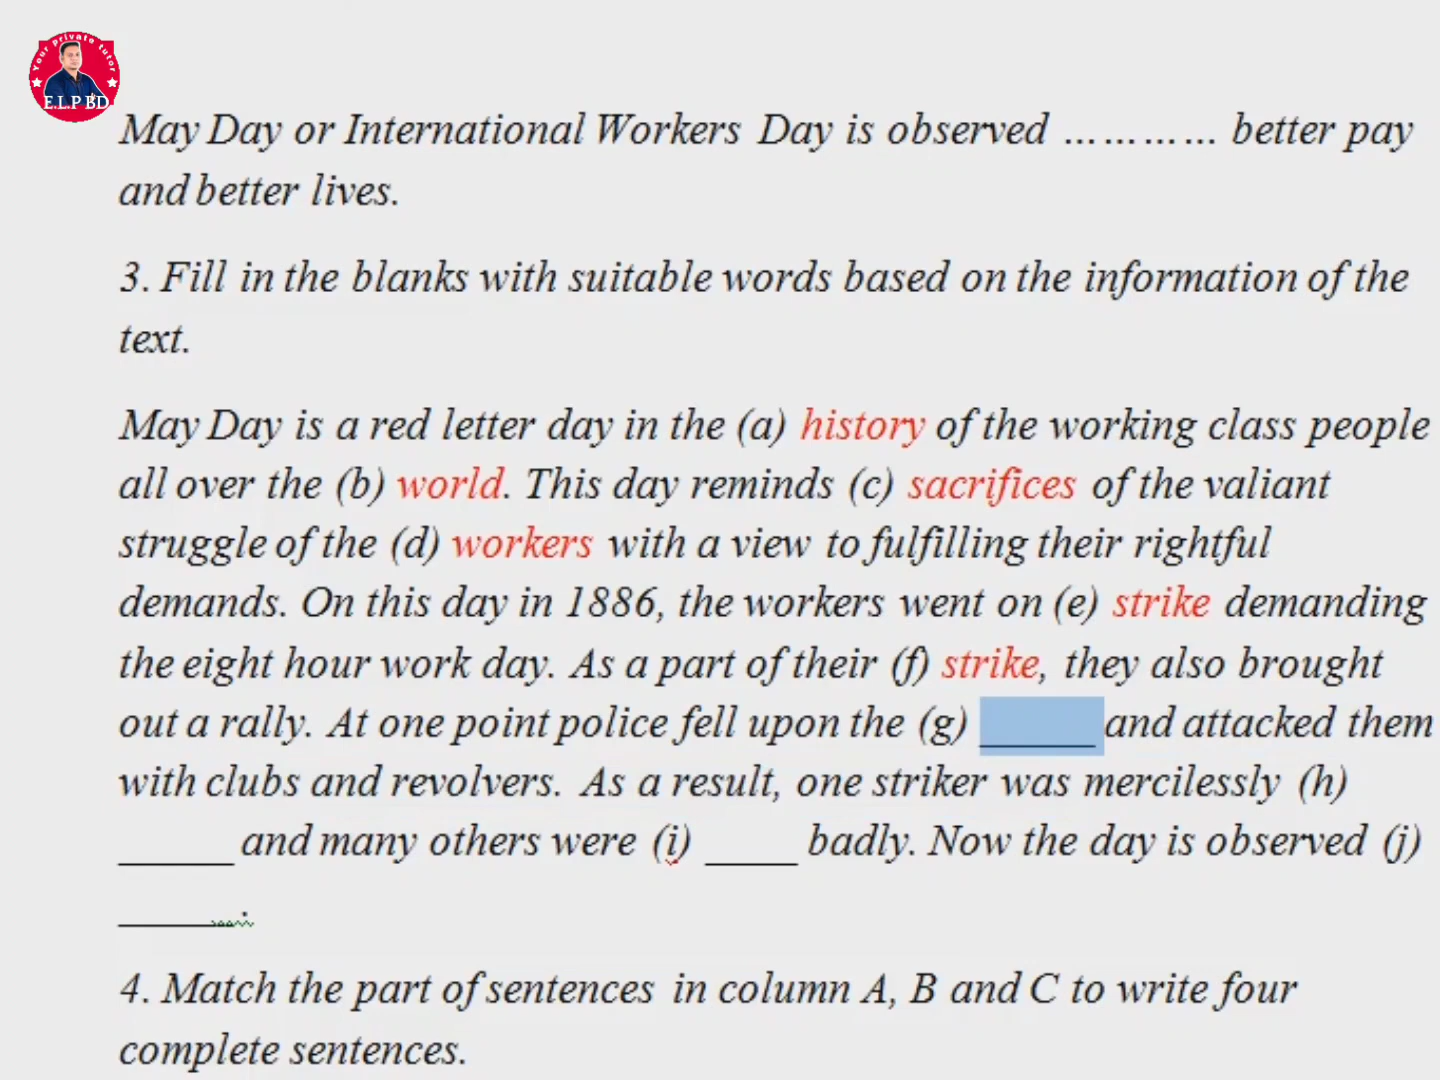 Your private tutor
E.L.P BD
May Day or International Workers Day is observed ………… better pay
and better lives.
3. Fill in the blanks with suitable words based on the information of the
text.
May Day is a red letter day in the (a) history of the working class people
all over the (b) world. This day reminds (c) sacrifices of the valiant
struggle of the (d) workers with a view to fulfilling their rightful
demands. On this day in 1886, the workers went on (e) strike demanding
the eight hour work day. As a part of their (f) strike, they also brought
out a rally. At one point police fell upon the (g) _____ and attacked them
with clubs and revolvers. As a result, one striker was mercilessly (h)
_____ and many others were (i) ____ badly. Now the day is observed (j)
_____.
4. Match the part of sentences in column A, B and C to write four
complete sentences.